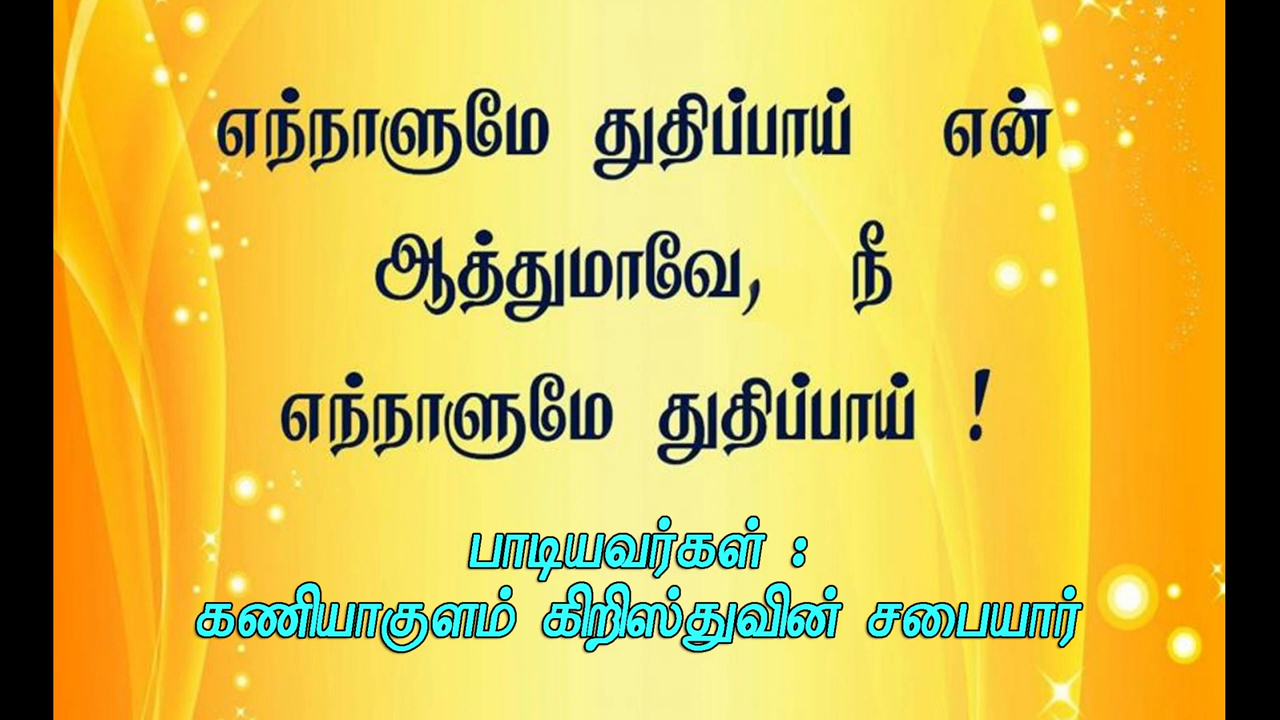 எந்நாளுமே துதிப்பாய் என்
ஆத்துமாவே, நீ
எந்நாளுமே துதிப்பாய் !
பாடியவர்கள் :
கணியாகுளம் கிறிஸ்துவின் சபையார்